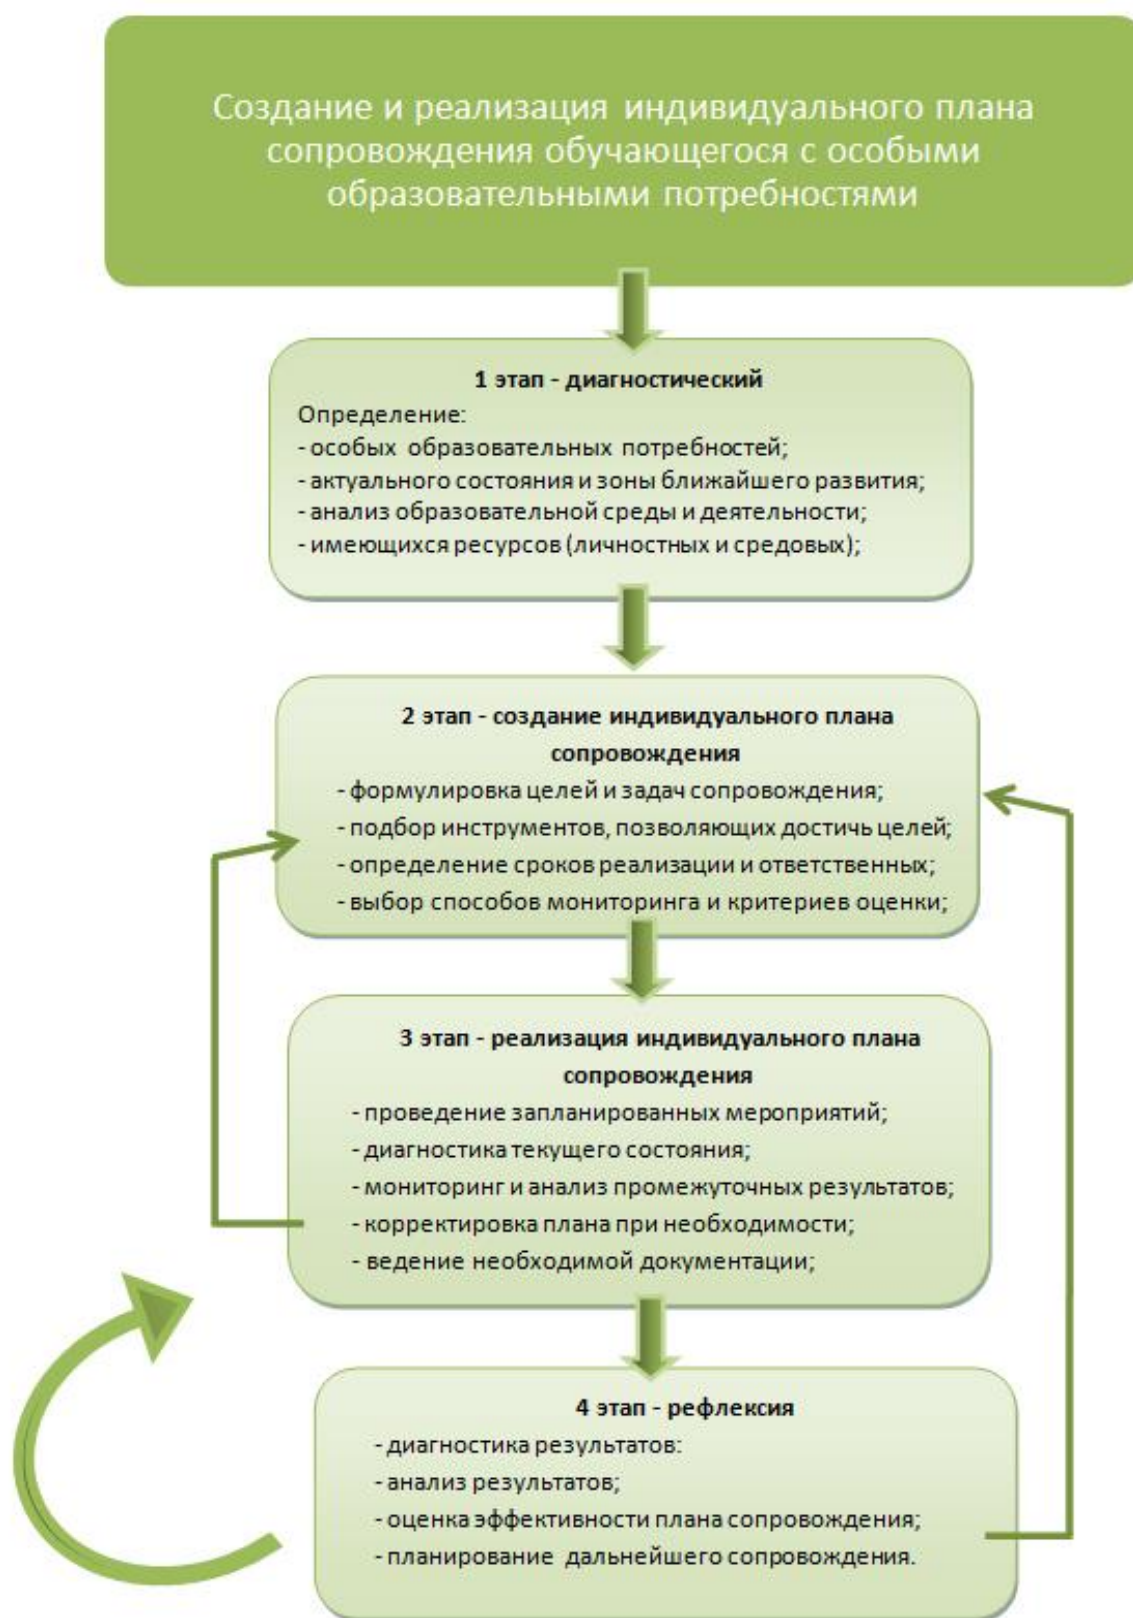 Создание и реализация индивидуального плана
сопровождения обучающегося с особыми
образовательными потребностями
1 этап - диагностический
Определение:
- особых образовательных потребностей;
- актуального состояния и зоны ближайшего развития;
- анализ образовательной среды и деятельности;
- имеющихся ресурсов (личностных и средовых);
2 этап - создание индивидуального плана
сопровождения
- формулировка целей и задач сопровождения;
- подбор инструментов, позволяющих достичь целей;
- определение сроков реализации и ответственных;
- выбор способов мониторинга и критериев оценки;
3 этап - реализация индивидуального плана
сопровождения
- проведение запланированных мероприятий;
- диагностика текущего состояния;
- мониторинг и анализ промежуточных результатов;
- корректировка плана при необходимости;
- ведение необходимой документации;
4 этап - рефлексия
- диагностика результатов:
- анализ результатов;
- оценка эффективности плана сопровождения;
- планирование дальнейшего сопровождения.